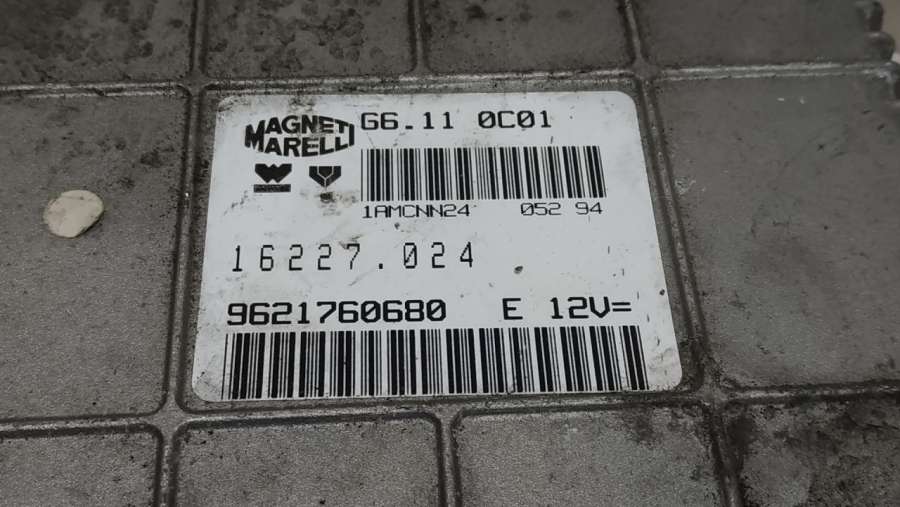 MAGNETI
MARELLI
G6.11 0C01
1AMCNN24 052 94
16227.024
9621760680 E 12V=